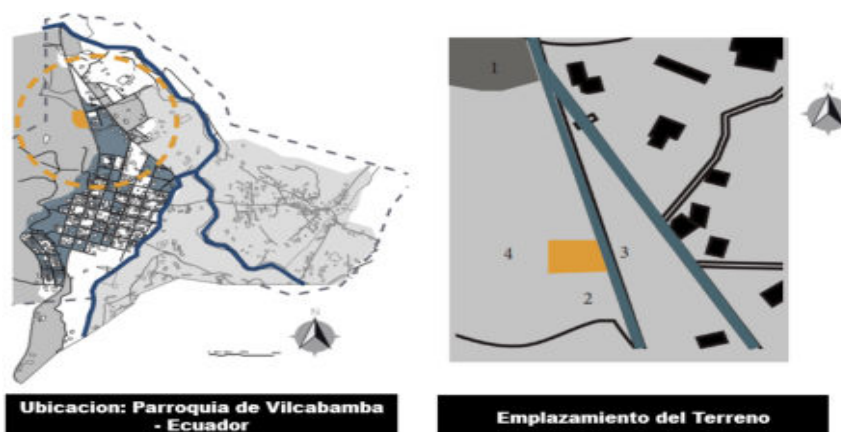 N
1
N
4
3
2
N
Ubicacion: Parroquia de Vilcabamba
- Ecuador
Emplazamiento del Terreno